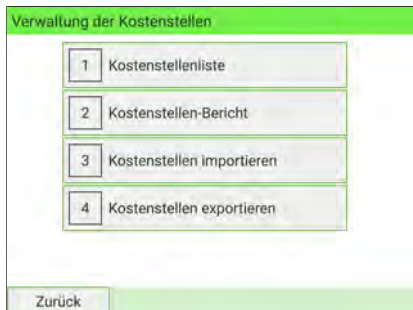 Verwaltung der Kostenstellen
1 Kostenstellenliste
2 Kostenstellen-Bericht
3 Kostenstellen importieren
4 Kostenstellen exportieren
Zurück